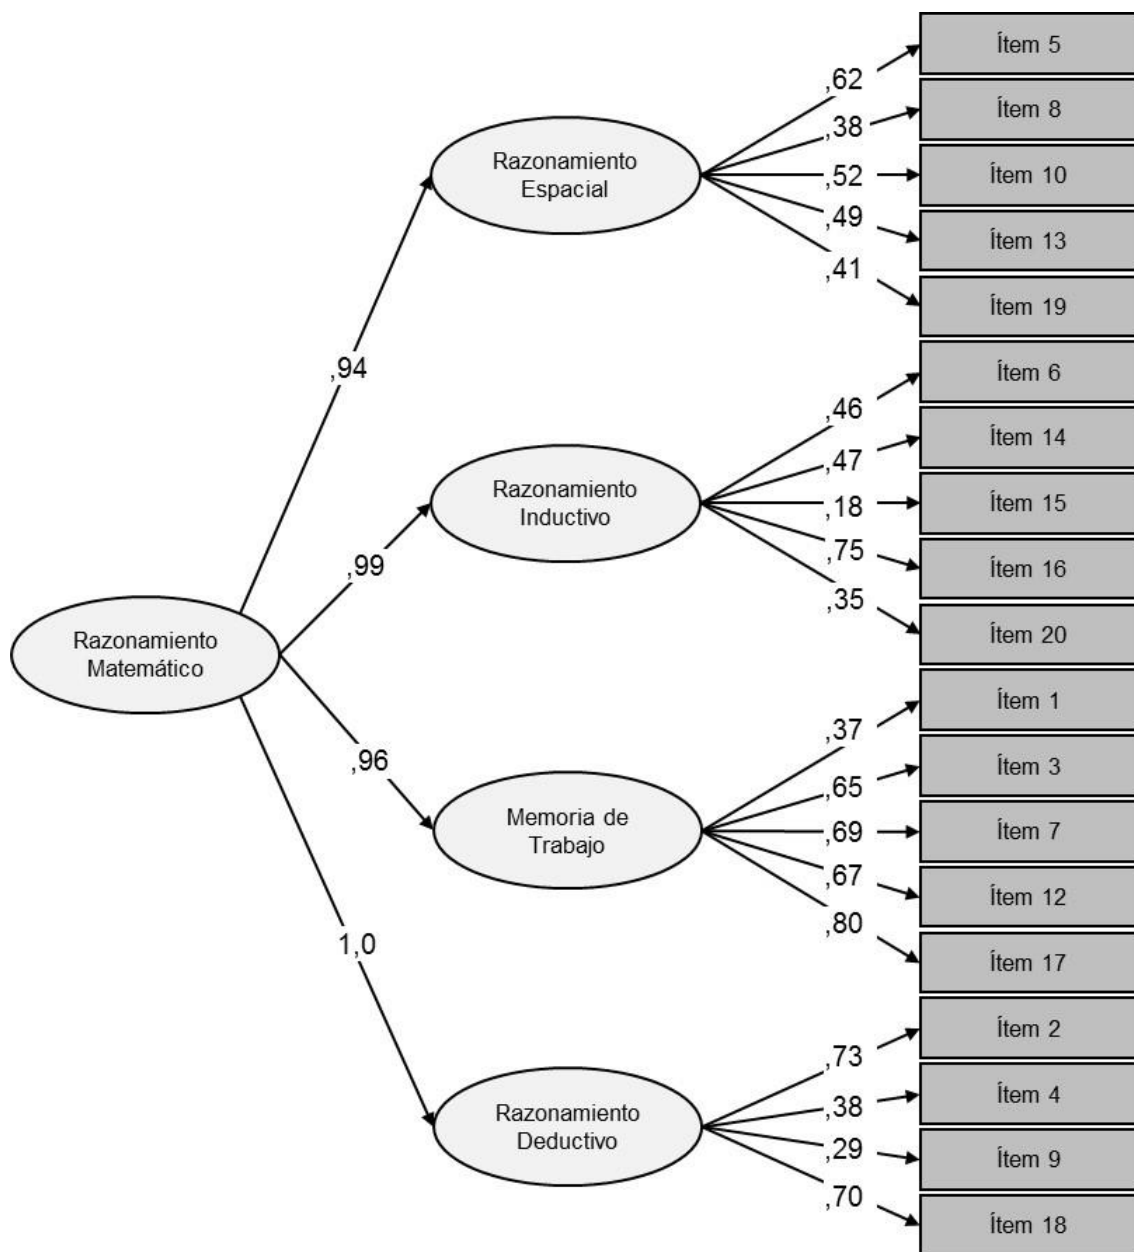 Ítem 5
,62
Ítem 8
,38
Razonamiento
Espacial
,52
Ítem 10
,49
Ítem 13
,41
Ítem 19
,94
Ítem 6
,46
Ítem 14
,47
Razonamiento
Inductivo
,18
Ítem 15
,75
Ítem 16
,99
,35
Ítem 20
Razonamiento
Matemático
Ítem 1
,37
,96
Ítem 3
,65
Memoria de
Trabajo
,69
Ítem 7
,67
Ítem 12
,80
Ítem 17
1,0
Ítem 2
,73
Ítem 4
,38
Razonamiento
Deductivo
,29
Ítem 9
,70
Ítem 18